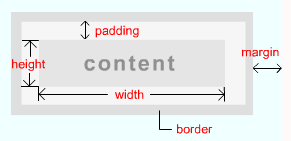 padding
margin
height
content
width
border